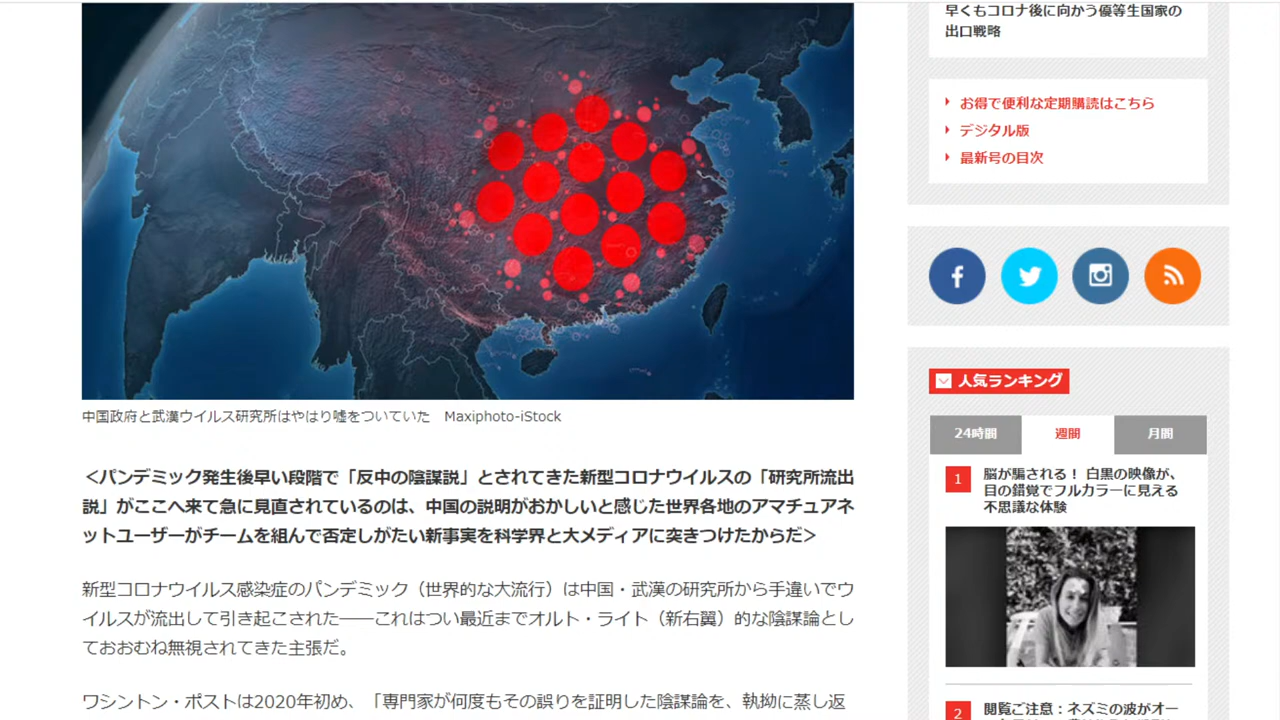 中国政府と武漢ウイルス研究所はやはり嘘をついていた Maxiphoto-iStock
<パンデミック発生後早い段階で「反中の陰謀説」とされてきた新型コロナウイルスの「研究所流出
説」がここへ来て急に見直されているのは、中国の説明がおかしいと感じた世界各地のアマチュアネ
ットユーザーがチームを組んで否定しがたい新事実を科学界と大メディアに突きつけたからだ>
新型コロナウイルス感染症のパンデミック（世界的な大流行）は中国・武漢の研究所から手違いでウ
イルスが流出して引き起こされた――これはつい最近までオルト・ライト（新右翼）的な陰謀論とし
ておおむね無視されてきた主張だ。
ワシントン・ポストは2020年初め、「専門家が何度もその誤りを証明した陰謀論を、執拗に蒸し返
早くもコロナ後に向かう優等生国家の
出口戦略
お得で便利な定期購読はこちら
デジタル版
最新号の目次
人気ランキング
24時間 週間 月間
1 脳が騙される！ 白黒の映像が、
目の錯覚でフルカラーに見える
不思議な体験
2 閲覧ご注意：ネズミの波がオー